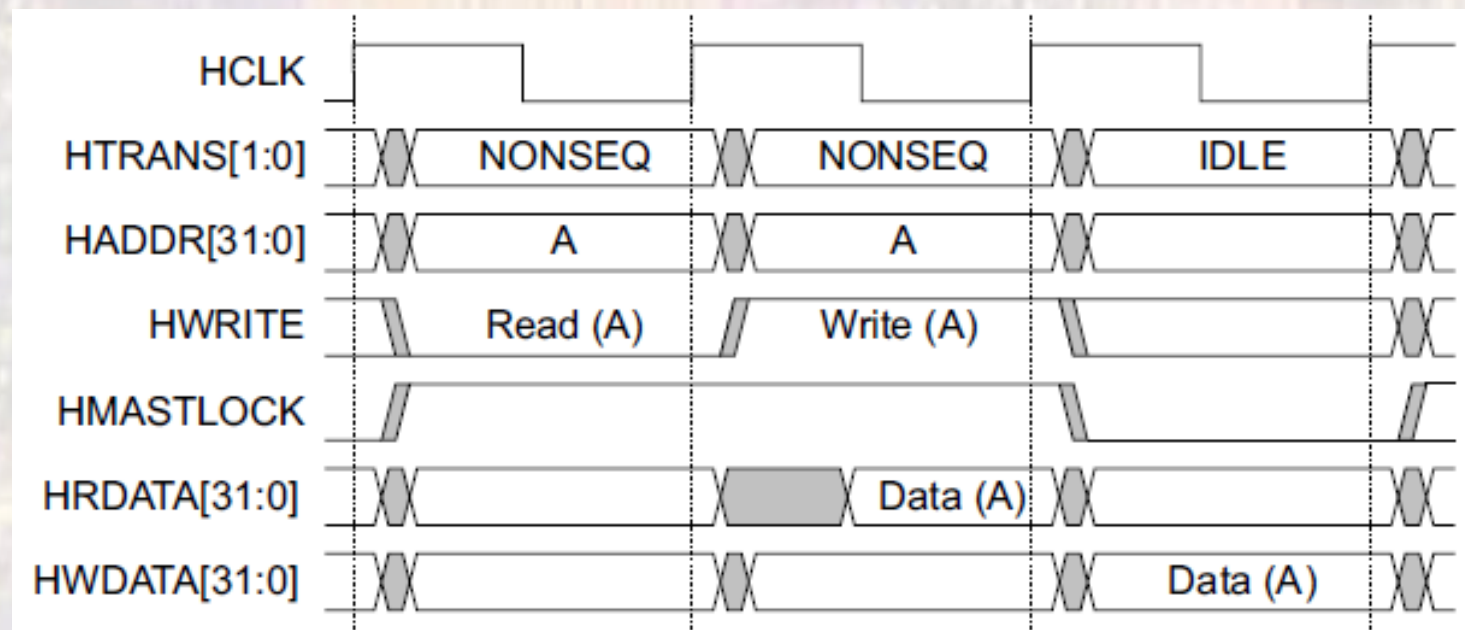 HCLK
HTRANS[1:0] NONSEQ NONSEQ IDLE
HADDR[31:0] A A
HWRITE Read (A) Write (A)
HMASTLOCK
HRDATA[31:0] Data (A)
HWDATA[31:0] Data (A)